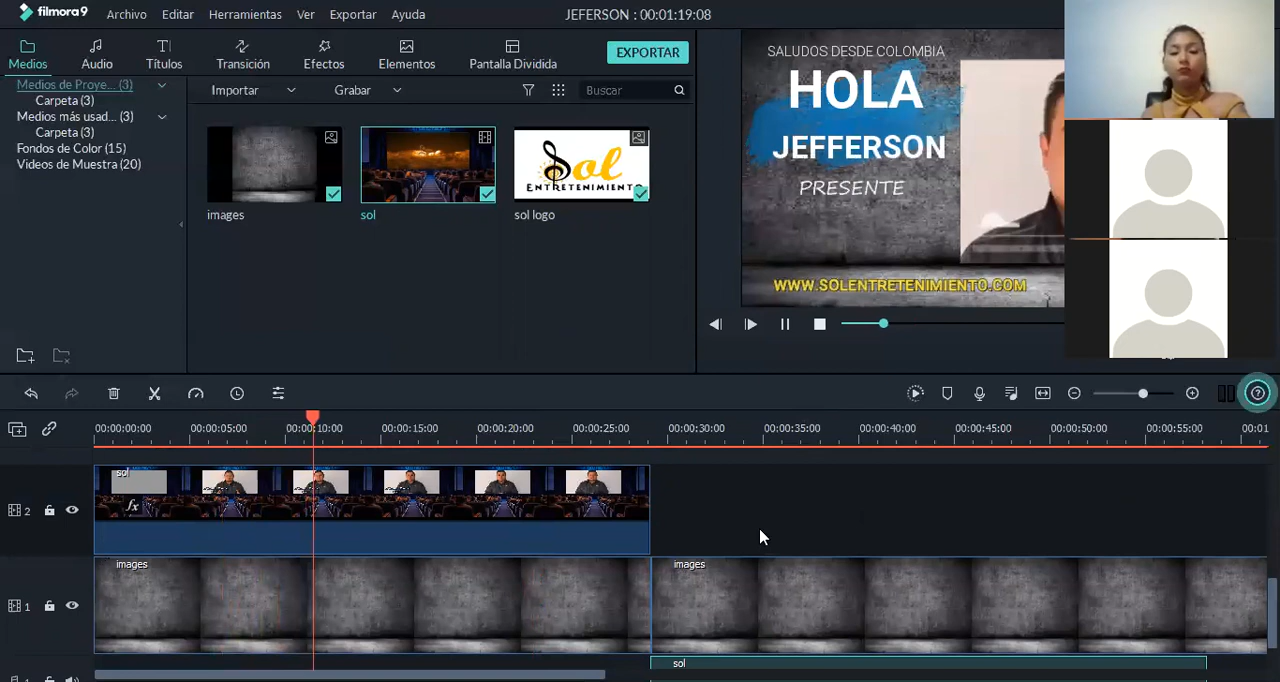 filmora9 Archivo Editar Herramientas Ver Exportar Ayuda JEFERSON : 00:01:19:08
Medios Audio Títulos Transición Efectos Elementos Pantalla Dividida EXPORTAR
Medios de Proye... (3)
Carpeta (3)
Medios más usad... (3)
Carpeta (3)
Fondos de Color (15)
Videos de Muestra (20)
Importar Grabar Buscar
Sol
ENTRETENIMIENTO
images sol sol logo
SALUDOS DESDE COLOMBIA
HOLA
JEFFERSON
PRESENTE
WWW.SOLENTRETENIMIENTO.COM
00:00:00:00 00:00:05:00 00:00:10:00 00:00:15:00 00:00:20:00 00:00:25:00 00:00:30:00 00:00:35:00 00:00:40:00 00:00:45:00 00:00:50:00 00:00:55:00 00:01
sol
fx
2
images images
1
sol
1